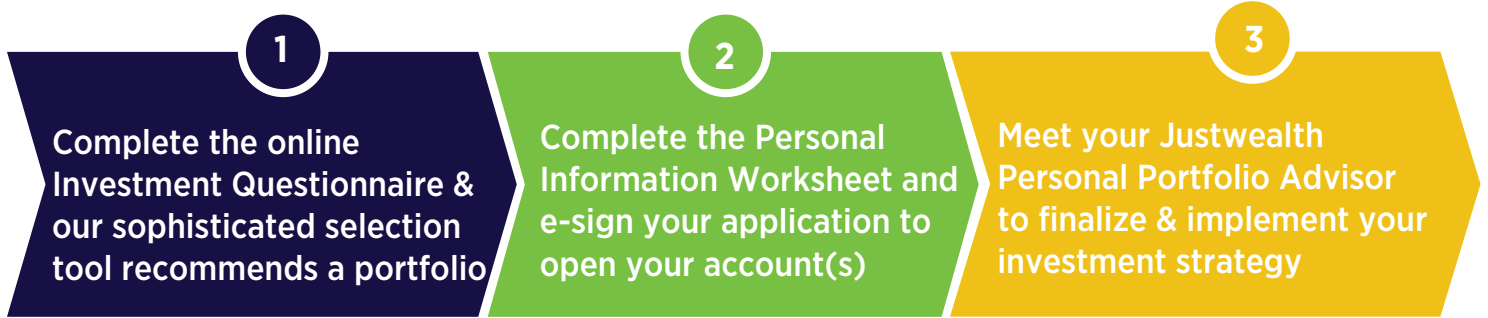 1
Complete the online
Investment Questionnaire &
our sophisticated selection
tool recommends a portfolio
2
Complete the Personal
Information Worksheet and
e-sign your application to
open your account(s)
3
Meet your Justwealth
Personal Portfolio Advisor
to finalize & implement your
investment strategy